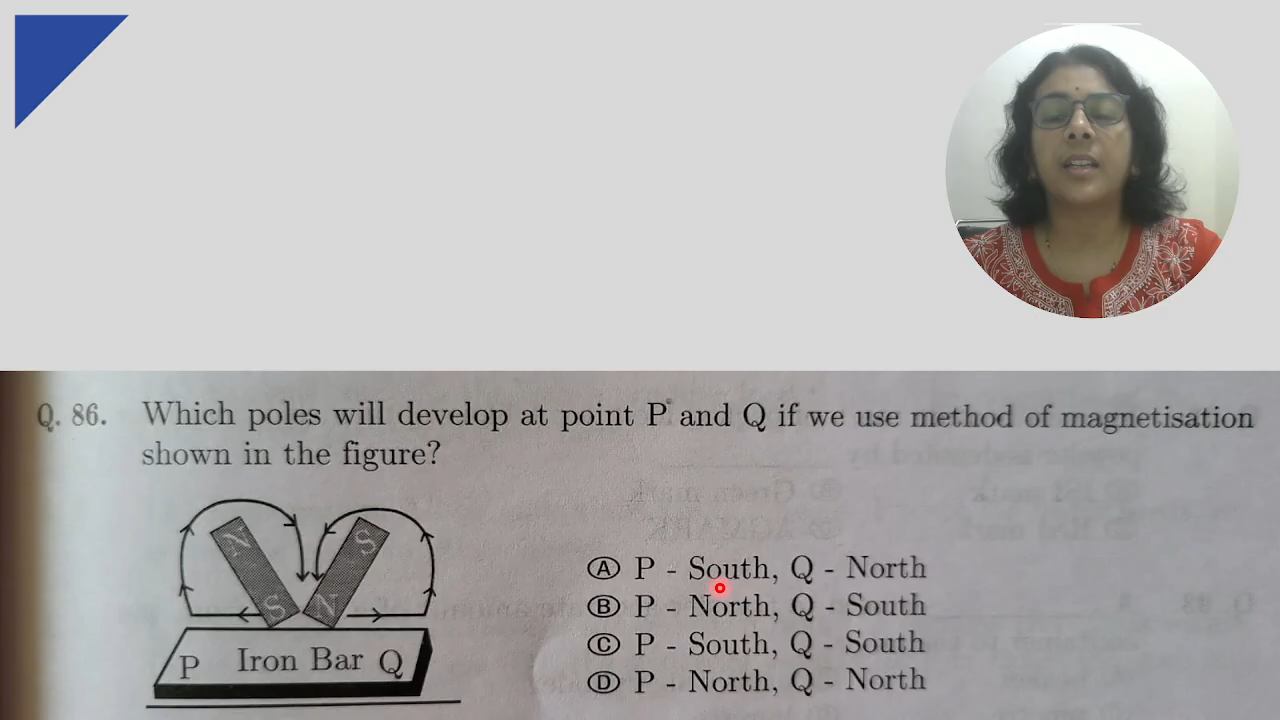 Q. 86. Which poles will develop at point P and Q if we use method of magnetisation
shown in the figure?
N S
S N
P Iron Bar Q
Ⓐ P - South, Q - North
Ⓑ P - North, Q - South
Ⓒ P - South, Q - South
Ⓓ P - North, Q - North